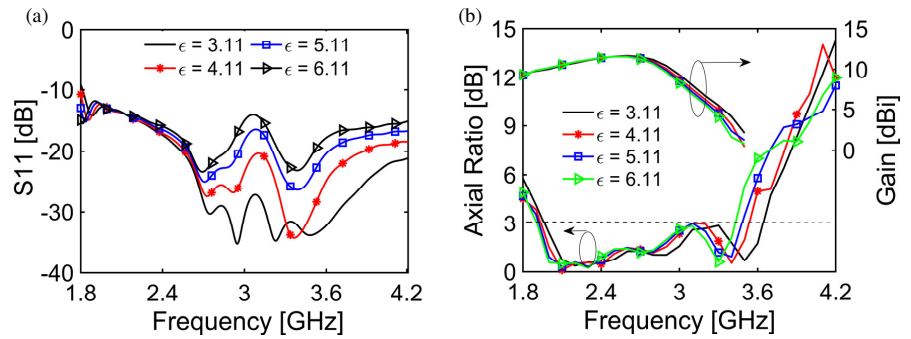 (a)
S11 [dB]
0
-10
-20
-30
-40
ϵ = 3.11
ϵ = 5.11
ϵ = 4.11
ϵ = 6.11
1.8
2.4
3
3.6
4.2
Frequency [GHz]
(b)
Axial Ratio [dB]
15
12
9
6
3
0
ϵ = 3.11
ϵ = 4.11
ϵ = 5.11
ϵ = 6.11
1.8
2.4
3
3.6
4.2
Frequency [GHz]
15
10
5
0
Gain [dBi]